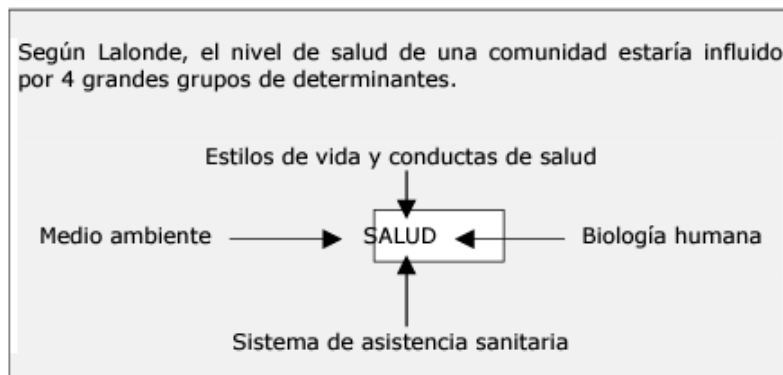 Según Lalonde, el nivel de salud de una comunidad estaría influido
por 4 grandes grupos de determinantes.
Estilos de vida y conductas de salud
Medio ambiente
SALUD
Biología humana
Sistema de asistencia sanitaria